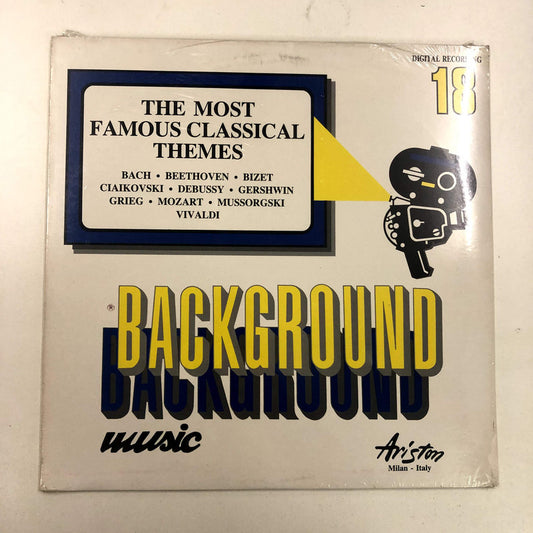 DIGITAL RECORDING
18
THE MOST
FAMOUS CLASSICAL
THEMES
BACH • BEETHOVEN • BIZET
CIAIKOVSKI • DEBUSSY • GERSHWIN
GRIEG • MOZART • MUSSORGSKI
VIVALDI
BACKGROUND
BACKGROUND
music
Ariston
Milan - Italy